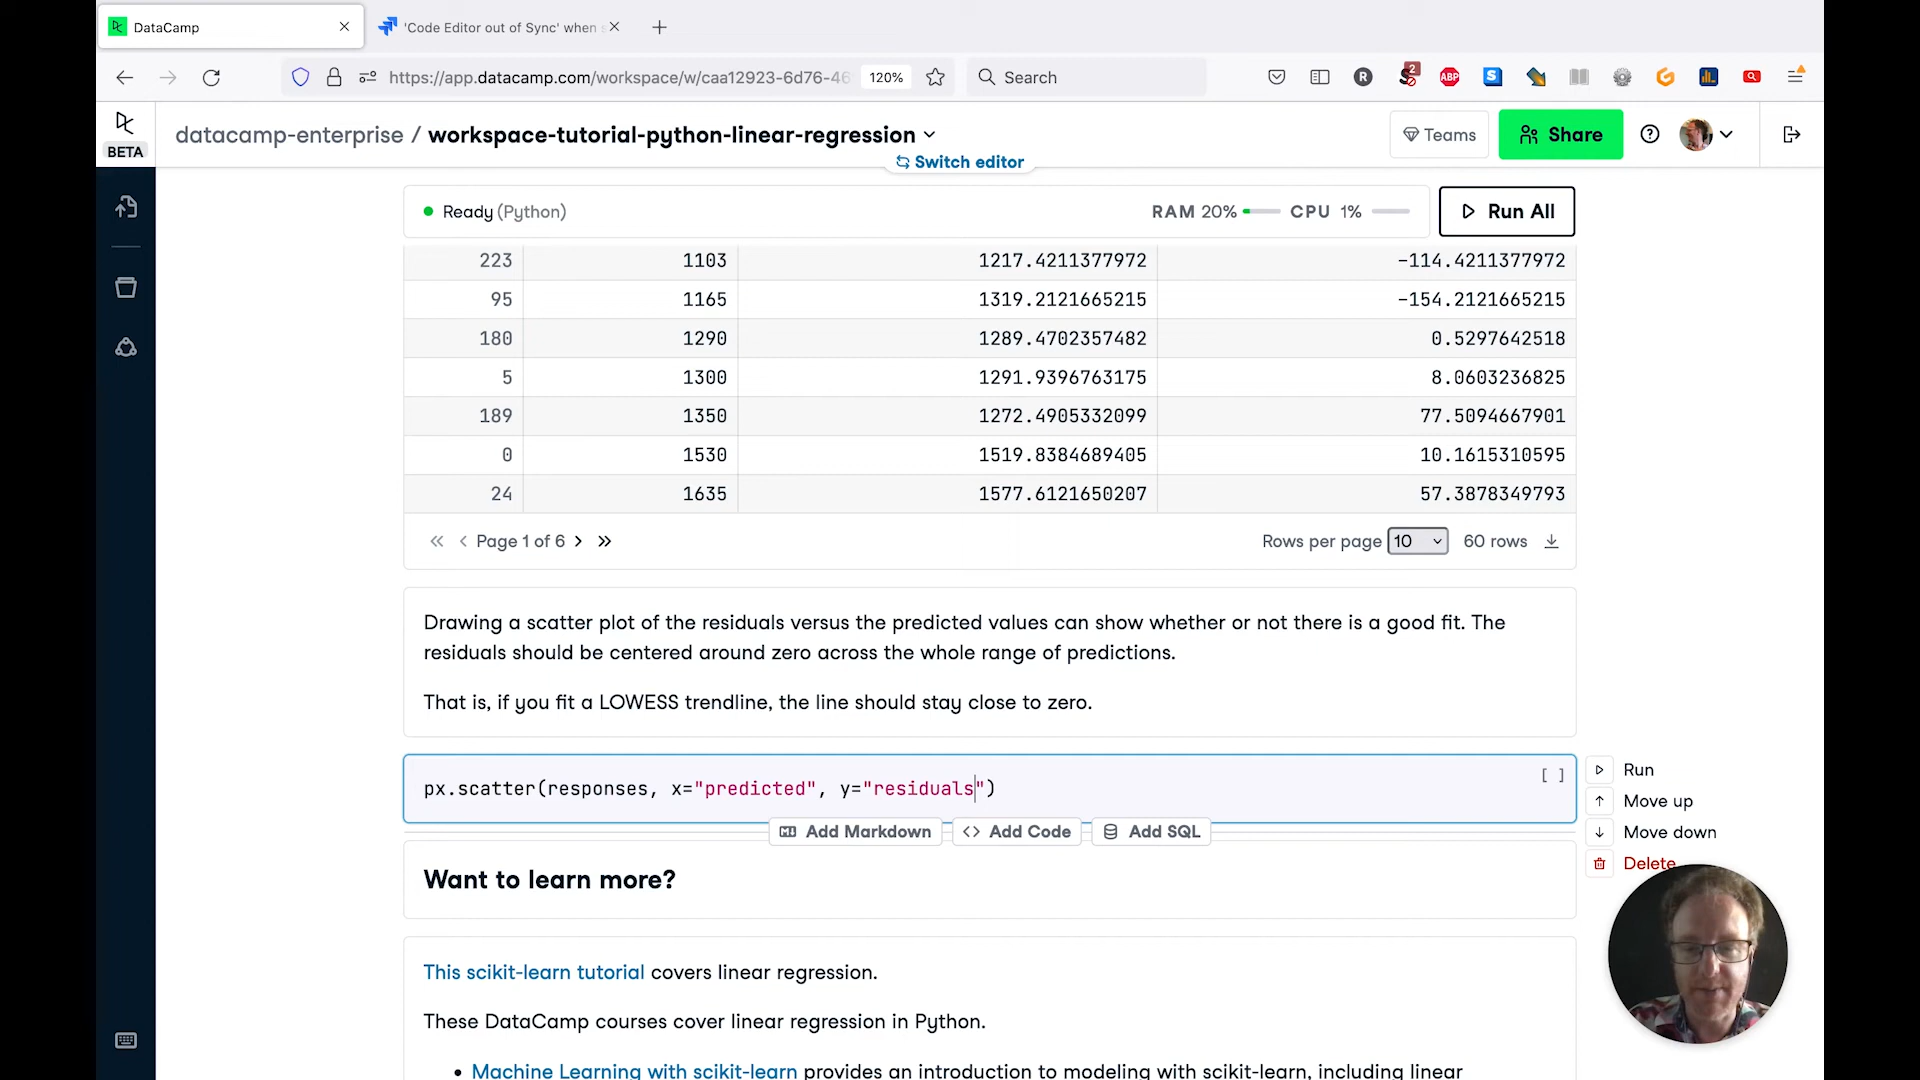 DataCamp
'Code Editor out of Sync' when s
https://app.datacamp.com/workspace/w/caa12923-6d76-46
120%
Search
R
2
ABP
S
BETA
datacamp-enterprise / workspace-tutorial-python-linear-regression
Teams
Share
Switch editor
Ready (Python)
RAM 20%
CPU 1%
Run All
223 1103 1217.4211377972 -114.4211377972
95 1165 1319.2121665215 -154.2121665215
180 1290 1289.4702357482 0.5297642518
5 1300 1291.9396763175 8.0603236825
189 1350 1272.4905332099 77.5094667901
0 1530 1519.8384689405 10.1615310595
24 1635 1577.6121650207 57.3878349793
Page 1 of 6
Rows per page 10 60 rows
Drawing a scatter plot of the residuals versus the predicted values can show whether or not there is a good fit. The
residuals should be centered around zero across the whole range of predictions.
That is, if you fit a LOWESS trendline, the line should stay close to zero.
px.scatter(responses, x="predicted", y="residuals")
[ ]
Run
Move up
Move down
Delete
Add Markdown
Add Code
Add SQL
Want to learn more?
This scikit-learn tutorial covers linear regression.
These DataCamp courses cover linear regression in Python.
• Machine Learning with scikit-learn provides an introduction to modeling with scikit-learn, including linear